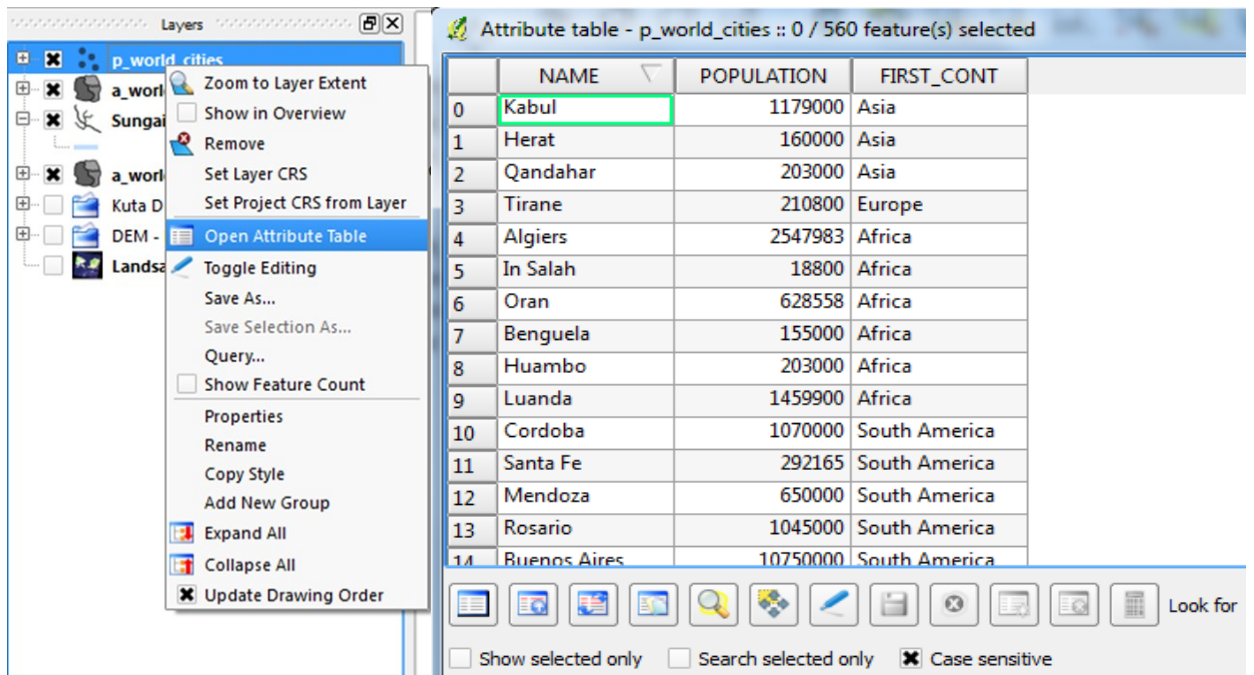 Layers
p_world_cities
a_worl
Sungai
a_worl
Kuta D
DEM -
Landsa
Zoom to Layer Extent
Show in Overview
Remove
Set Layer CRS
Set Project CRS from Layer
Open Attribute Table
Toggle Editing
Save As...
Save Selection As...
Query...
Show Feature Count
Properties
Rename
Copy Style
Add New Group
Expand All
Collapse All
Update Drawing Order
Attribute table - p_world_cities :: 0 / 560 feature(s) selected
NAME POPULATION FIRST_CONT
0 Kabul 1179000 Asia
1 Herat 160000 Asia
2 Qandahar 203000 Asia
3 Tirane 210800 Europe
4 Algiers 2547983 Africa
5 In Salah 18800 Africa
6 Oran 628558 Africa
7 Benguela 155000 Africa
8 Huambo 203000 Africa
9 Luanda 1459900 Africa
10 Cordoba 1070000 South America
11 Santa Fe 292165 South America
12 Mendoza 650000 South America
13 Rosario 1045000 South America
14 Buenos Aires 10750000 South America
Look for
Show selected only Search selected only Case sensitive